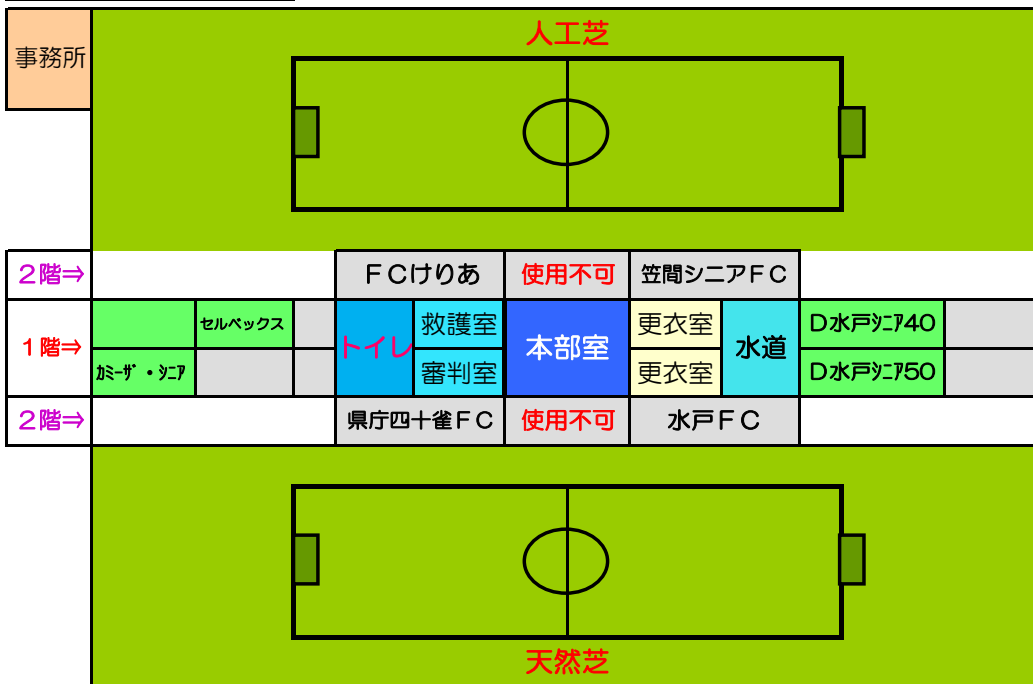 人工芝
事務所
2階⇒
FCけりあ
使用不可
笠間シニアFC
1階⇒
セルベックス
トイレ
救護室
本部室
更衣室
水道
D水戸ｼﾆｱ40
ｶﾐｰｻﾞ・ｼﾆｱ
審判室
更衣室
D水戸ｼﾆｱ50
2階⇒
県庁四十雀FC
使用不可
水戸FC
天然芝